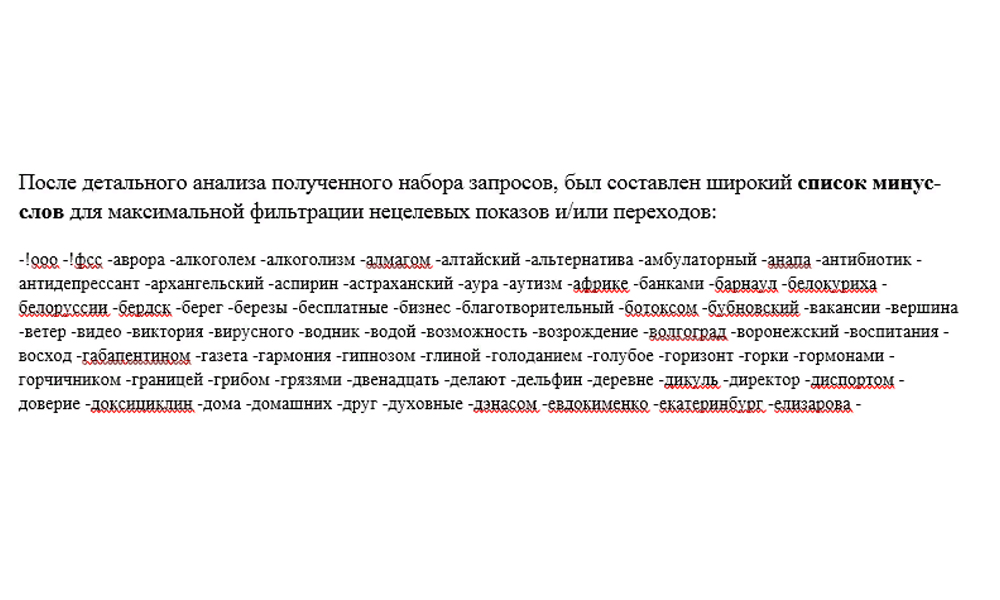 После детального анализа полученного набора запросов, был составлен широкий список минус-
слов для максимальной фильтрации нецелевых показов и/или переходов:
-!ооо -!фсс -аврора -алкоголем -алкоголизм -алмагом -алтайский -альтернатива -амбулаторный -анапа -антибиотик -
антидепрессант -архангельский -аспирин -астраханский -аура -аутизм -африке -банками -барнаул -белокуриха -
белоруссии -бердск -берег -березы -бесплатные -бизнес -благотворительный -ботоксом -бубновский -вакансии -вершина
-ветер -видео -виктория -вирусного -водник -водой -возможность -возрождение -волгоград -воронежский -воспитания -
восход -габапентином -газета -гармония -гипнозом -глиной -голоданием -голубое -горизонт -горки -гормонами -
горчичником -границей -грибом -грязями -двенадцать -делают -дельфин -деревне -дикуль -директор -диспортом -
доверие -доксициклин -дома -домашних -друг -духовные -дэнасом -евдокименко -екатеринбург -елизарова -